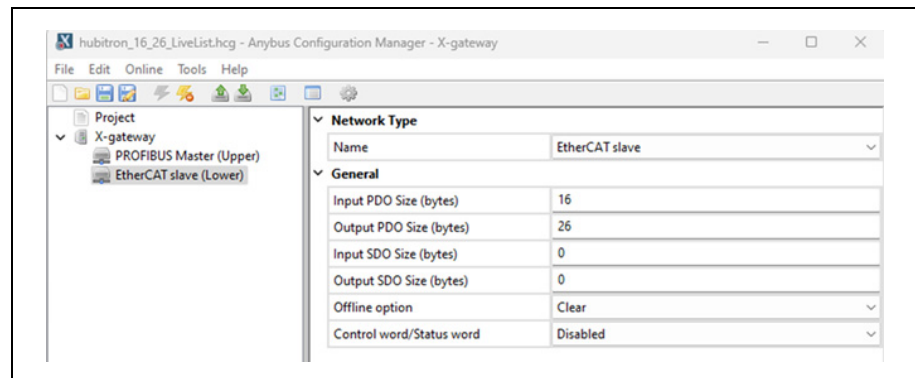 hubitron_16_26_LiveList.hcg - Anybus Configuration Manager - X-gateway
File Edit Online Tools Help
Project
X-gateway
PROFIBUS Master (Upper)
EtherCAT slave (Lower)
Network Type
Name EtherCAT slave
General
Input PDO Size (bytes) 16
Output PDO Size (bytes) 26
Input SDO Size (bytes) 0
Output SDO Size (bytes) 0
Offline option Clear
Control word/Status word Disabled